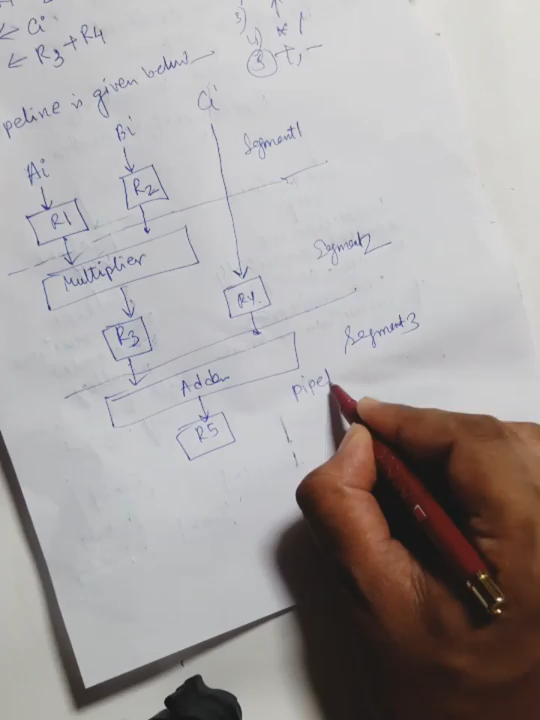 ← Ci
← R3 + R4
3)
4) * /
5) +, -
peline is given below
Ai
Bi
Ci
Segment1
R1
R2
Multiplier
Segment2
R3
R4
Segment3
Adder
R5
pipel